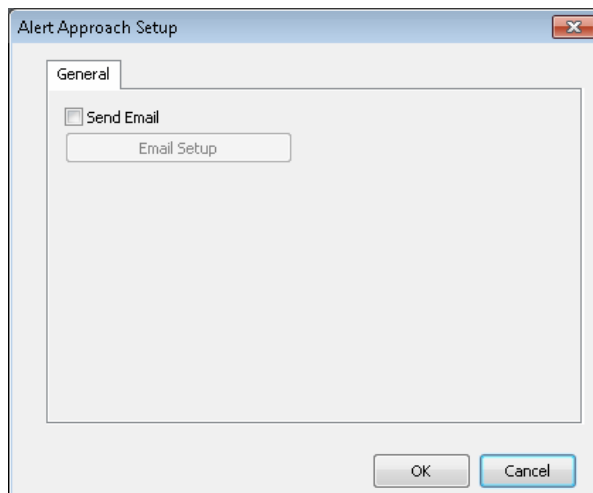 Alert Approach Setup
General
Send Email
Email Setup
OK Cancel